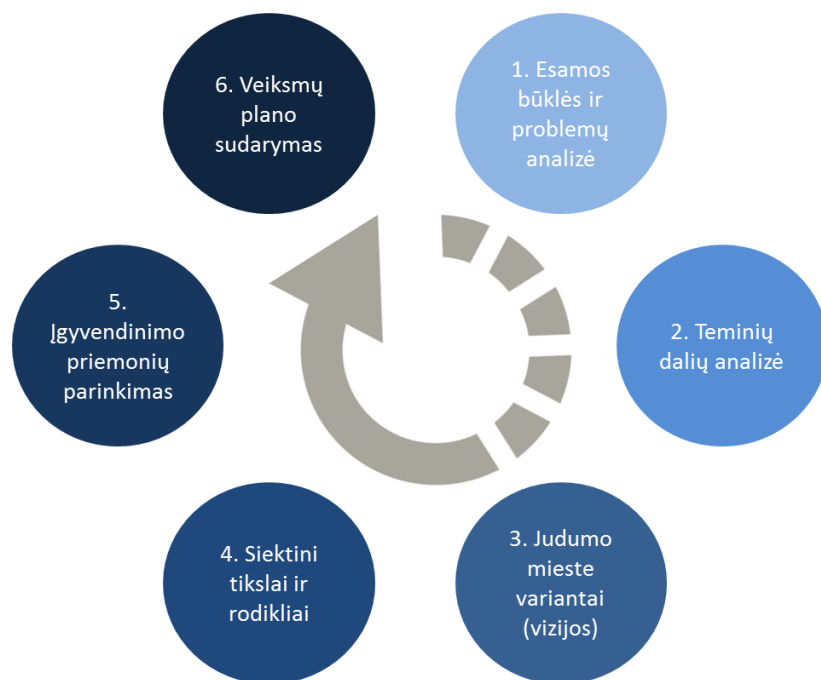 1. Esamos
būklės ir
problemų
analizė
2. Teminių
dalių analizė
3. Judumo
mieste
variantai
(vizijos)
4. Siektini
tikslai ir
rodikliai
5.
Įgyvendinimo
priemonių
parinkimas
6. Veiksmų
plano
sudarymas